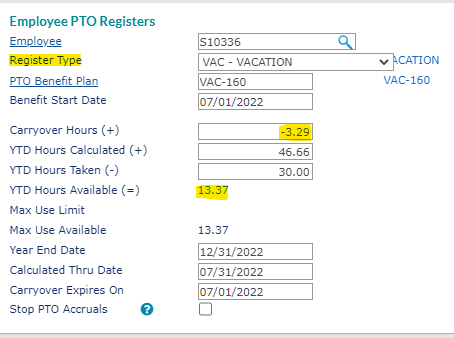 Employee PTO Registers
Employee S10336
Register Type VAC - VACATION ACATION
PTO Benefit Plan VAC-160 VAC-160
Benefit Start Date 07/01/2022
Carryover Hours (+) -3.29
YTD Hours Calculated (+) 46.66
YTD Hours Taken (-) 30.00
YTD Hours Available (=) 13.37
Max Use Limit
Max Use Available 13.37
Year End Date 12/31/2022
Calculated Thru Date 07/31/2022
Carryover Expires On 07/01/2022
Stop PTO Accruals ?